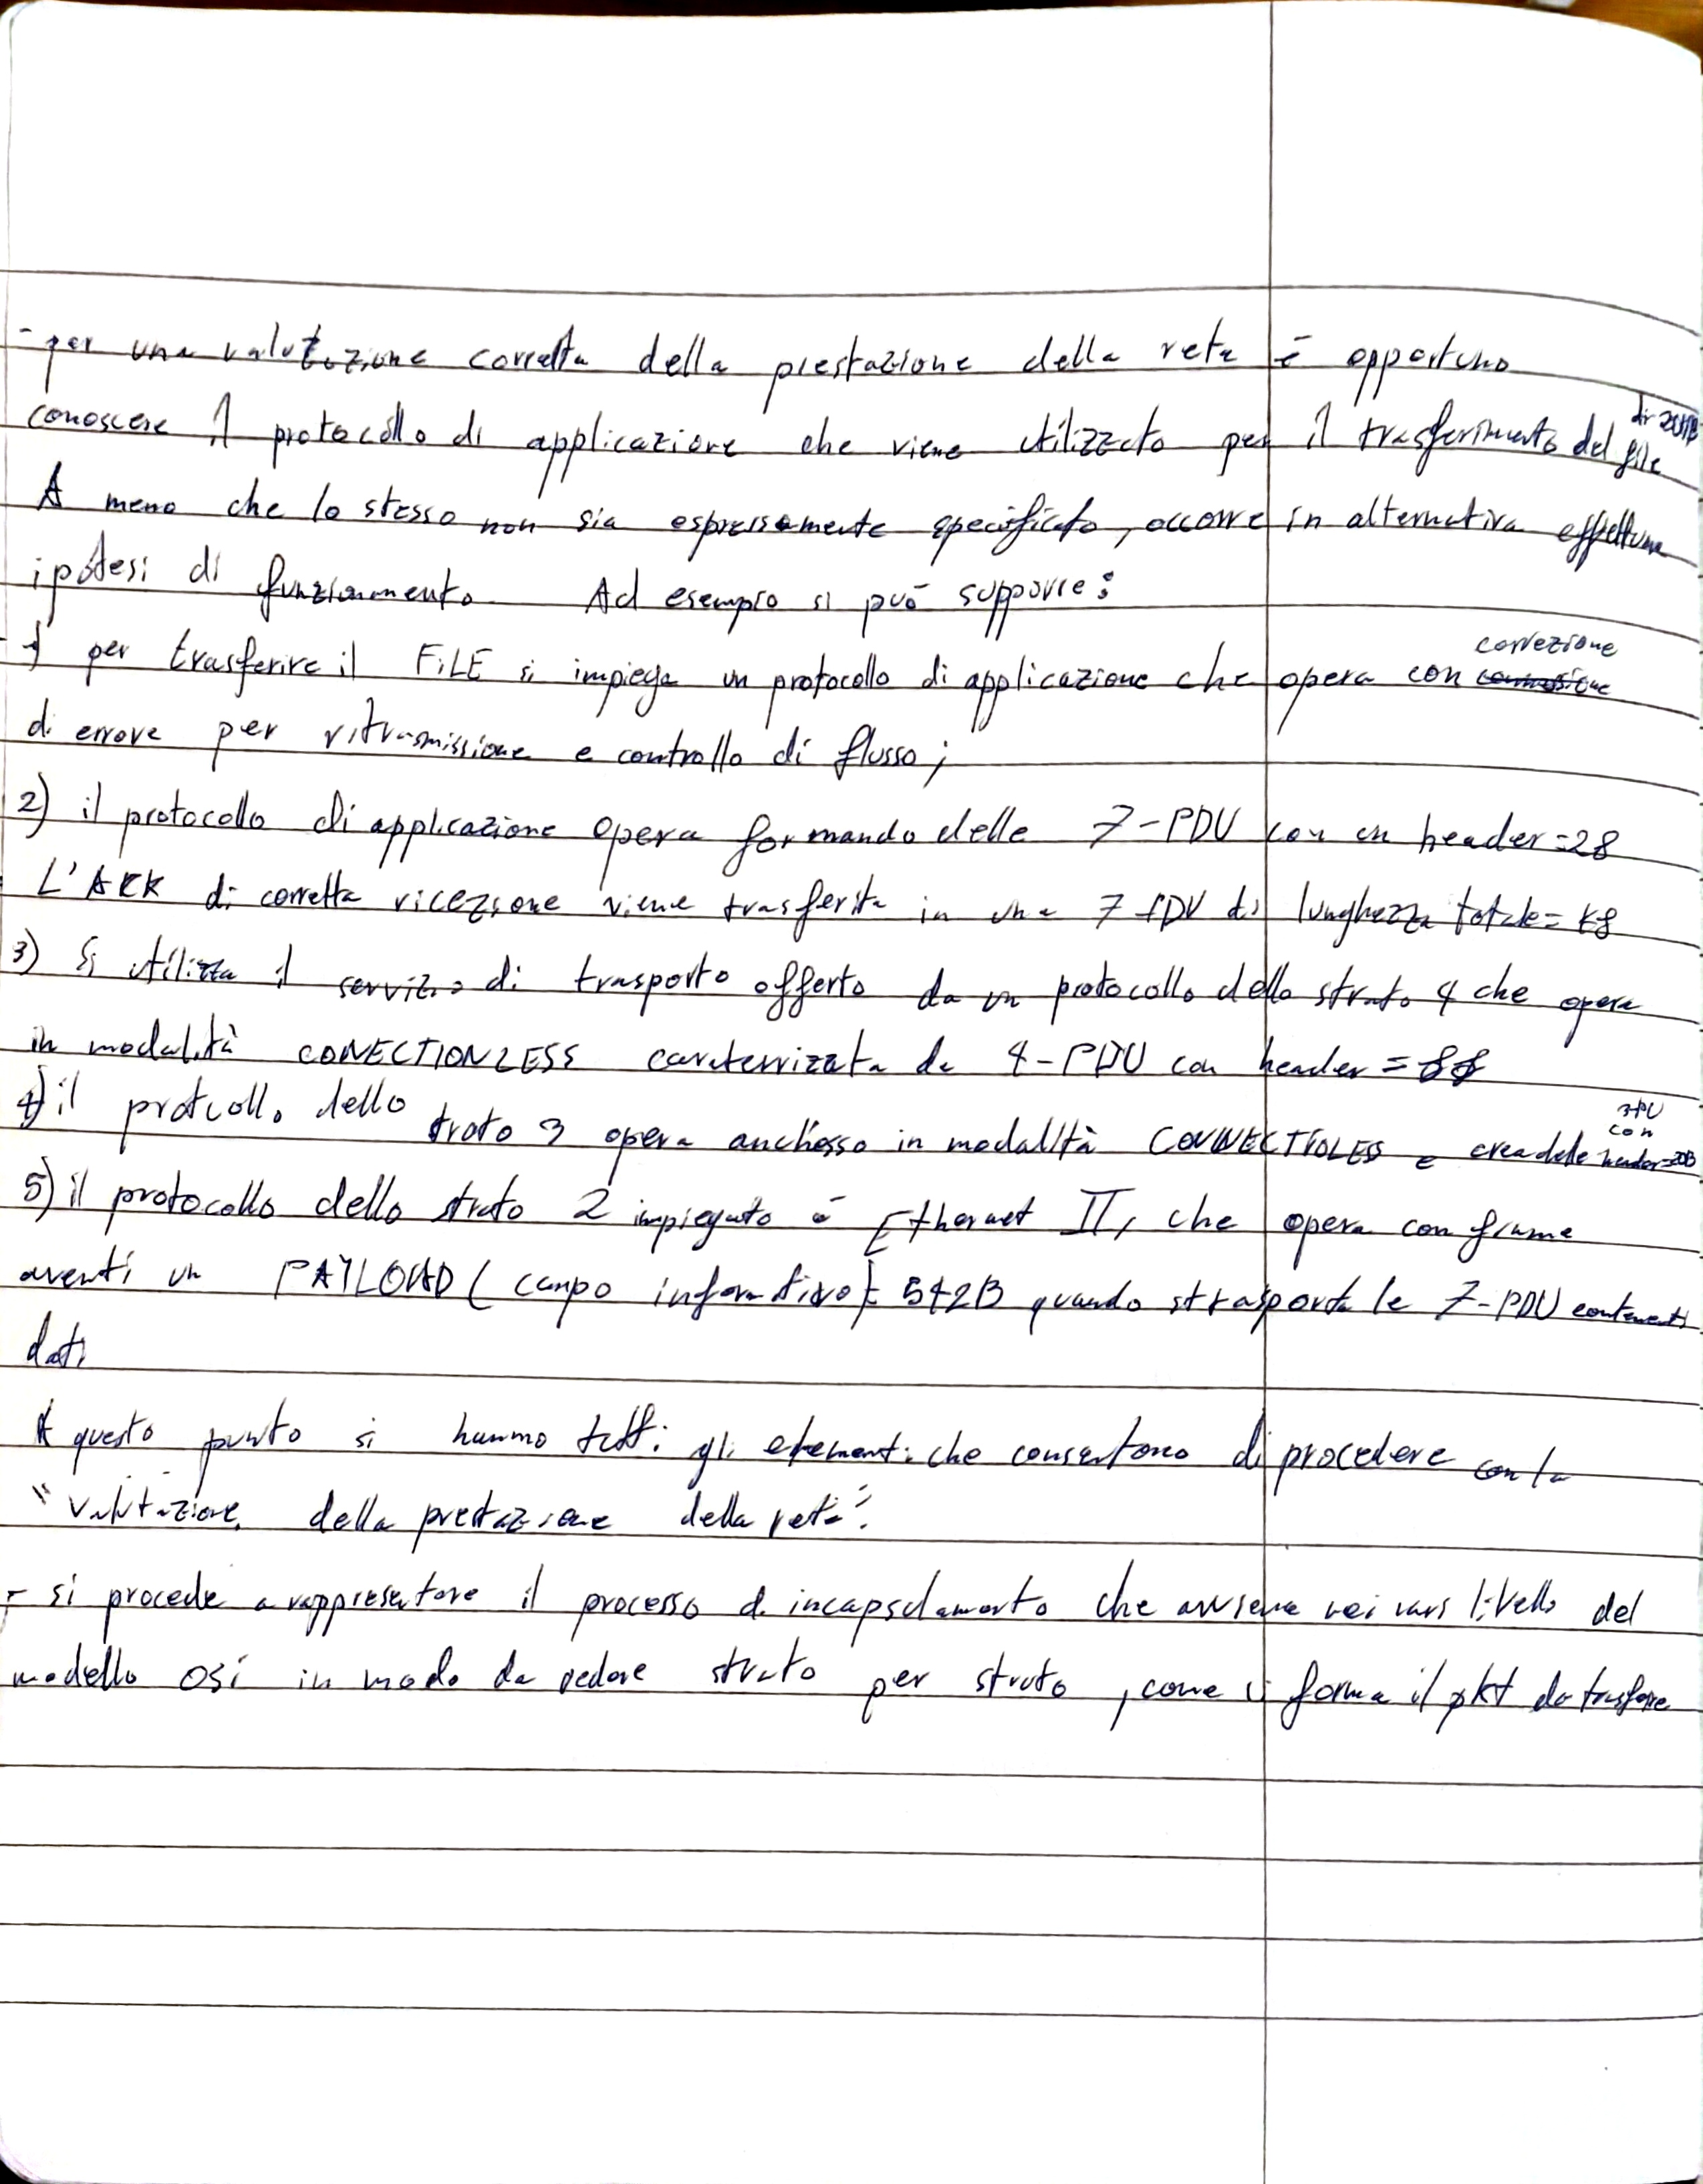 - per una valutazione corretta della prestazione della rete è opportuno
conoscere il protocollo di applicazione che viene utilizzato per il trasferimento del file
A meno che lo stesso non sia espressamente specificato, occorre in alternativa effettuare
ipotesi di funzionamento Ad esempio si può supporre:
1) per trasferire il FiLE si impiega un protocollo di applicazione che opera con correzione
di errore per ritrasmissione e controllo di flusso;
2) il protocollo di applicazione opera formando delle 7-PDU con un header=
L'ACK di corretta ricezione viene trasferita in una 7 PDU di lunghezza totale=
3) Si utilizza il servizio di trasporto offerto da un protocollo dello strato 4 che opera
in modalità CONECTIONLESS caraterrizzata da 4-PDU con header =
4) il protcollo dello trato 3 opera anch'esso in modalità CONNECTIOLESS e crea delle 3PU con header=20B
5) il protocollo dello strato 2 impiegato è Ethernet II, che opera con frame
aventi un PAYLOAD (campo informativo) = 542B quando strasporta le 7-PDU contenenti
dati
A questo punto si hanno tutti gli elementi che consentono di procedere con la
"valutazione della prestazione della rete".
- si procede a rappresentare il processo di incapsulamento che avviene nei vari livello del
modello OSi in modo da vedere strato per strato, come si forma il pkt da trasferire